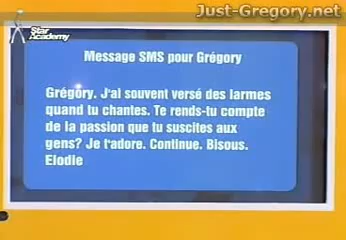 Just-Gregory.net
Star
Academy
Message SMS pour Grégory
Grégory. J'ai souvent versé des larmes
quand tu chantes. Te rends-tu compte
de la passion que tu suscites aux
gens? Je t'adore. Continue. Bisous.
Elodie